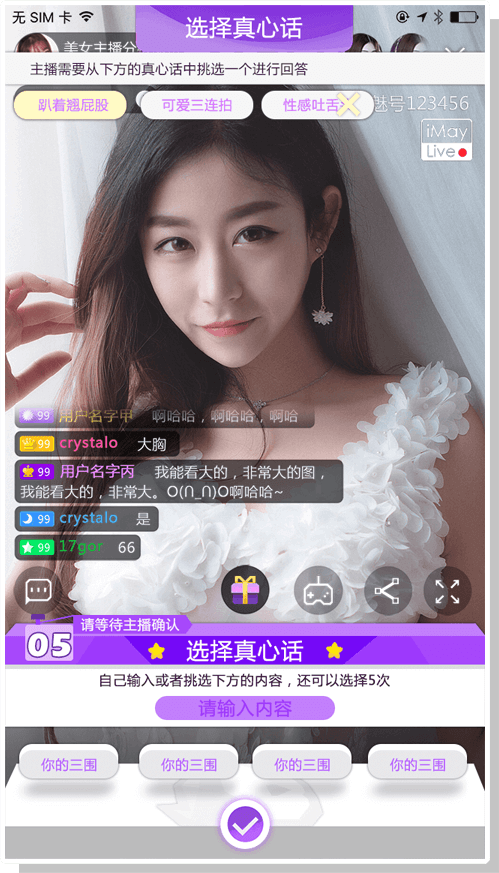 无 SIM 卡
选择真心话
美女主播分
主播需要从下方的真心话中挑选一个进行回答
趴着翘屁股
可爱三连拍
性感吐舌
魅号123456
iMay
Live
99 用户名字甲 啊哈哈，啊哈哈，啊哈
99 crystalo 大胸
99 用户名字丙 我能看大的，非常大的图，
我能看大的，非常大。O(∩_∩)O啊哈哈~
99 crystalo 是
99 17gor 66
05
请等待主播确认
选择真心话
自己输入或者挑选下方的内容，还可以选择5次
请输入内容
你的三围
你的三围
你的三围
你的三围